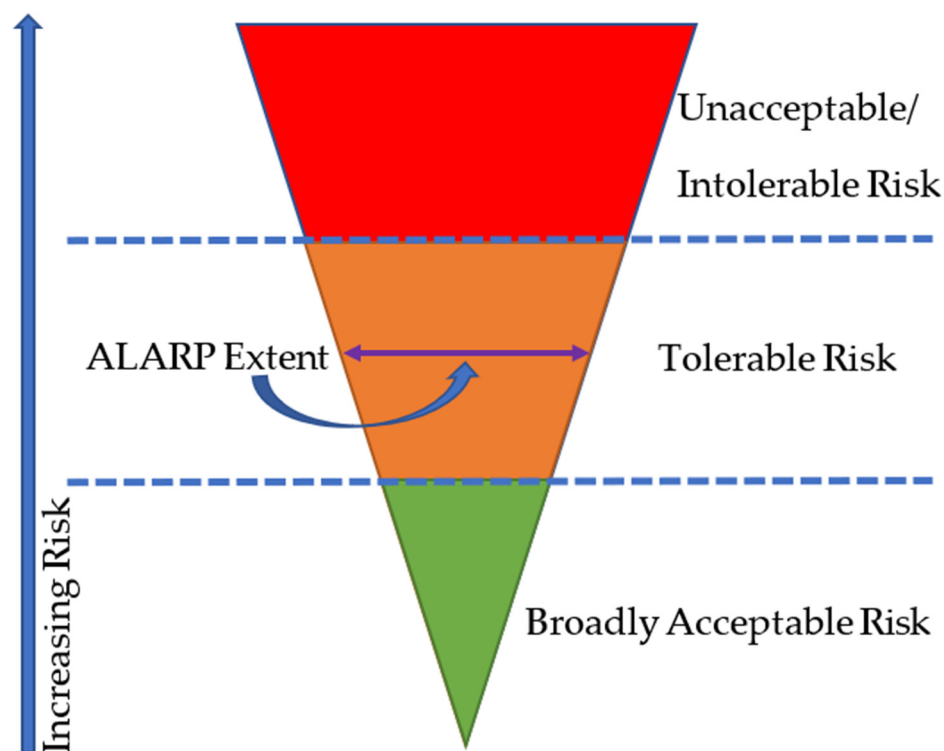 Unacceptable/
Intolerable Risk
ALARP Extent
Tolerable Risk
Increasing Risk
Broadly Acceptable Risk